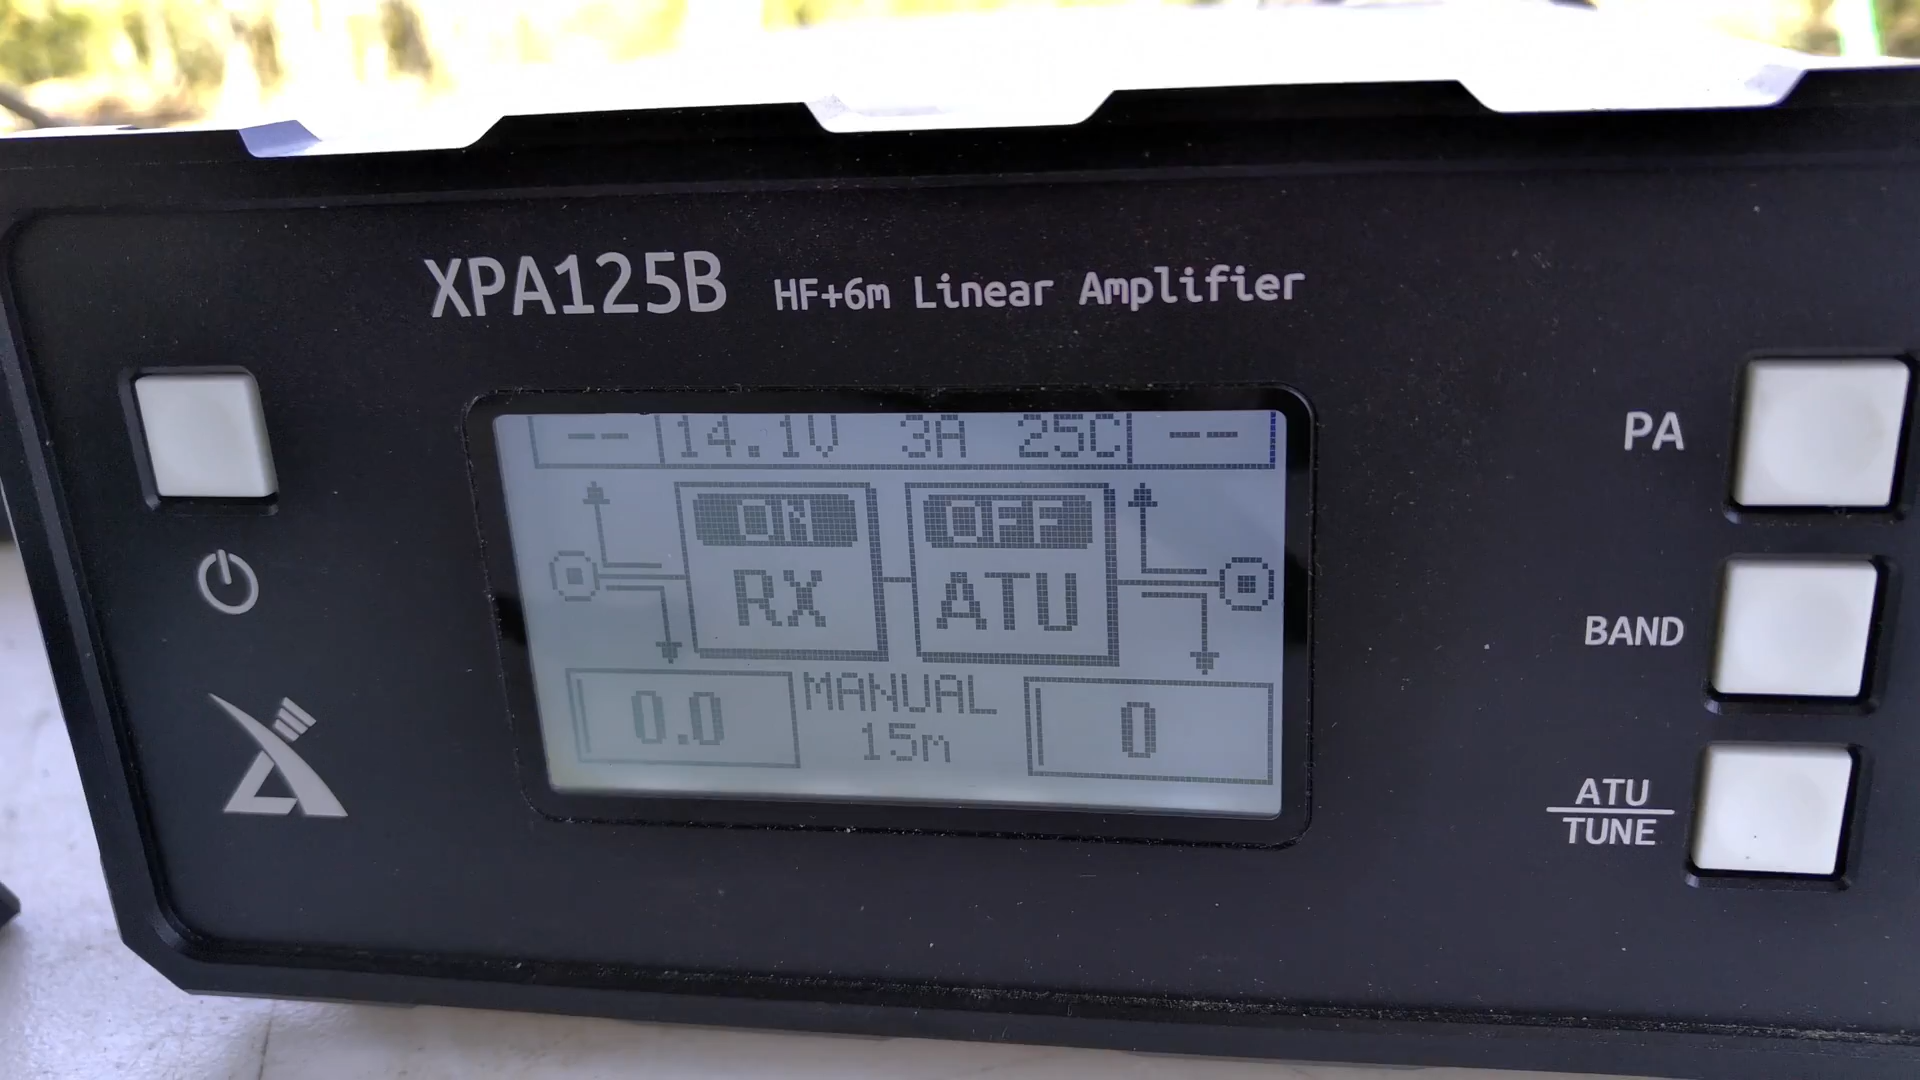 XPA125B HF+6m Linear Amplifier
-- 14.1V 3A 25C --
ON OFF
RX ATU
0.0 MANUAL 0
15m
PA
BAND
ATU
TUNE